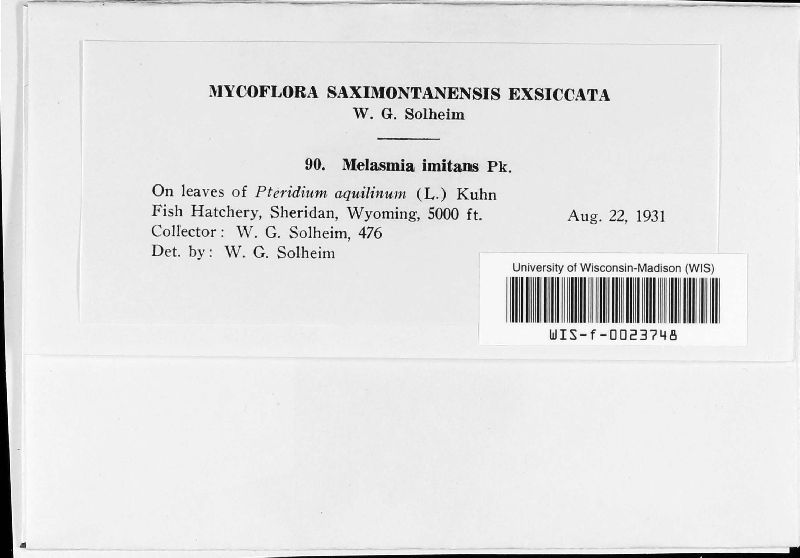 MYCOFLORA SAXIMONTANENSIS EXSICCATA
W. G. Solheim
90. Melasmia imitans Pk.
On leaves of Pteridium aquilinum (L.) Kuhn
Fish Hatchery, Sheridan, Wyoming, 5000 ft. Aug. 22, 1931
Collector: W. G. Solheim, 476
Det. by: W. G. Solheim
University of Wisconsin-Madison (WIS)
WIS-f-0023748